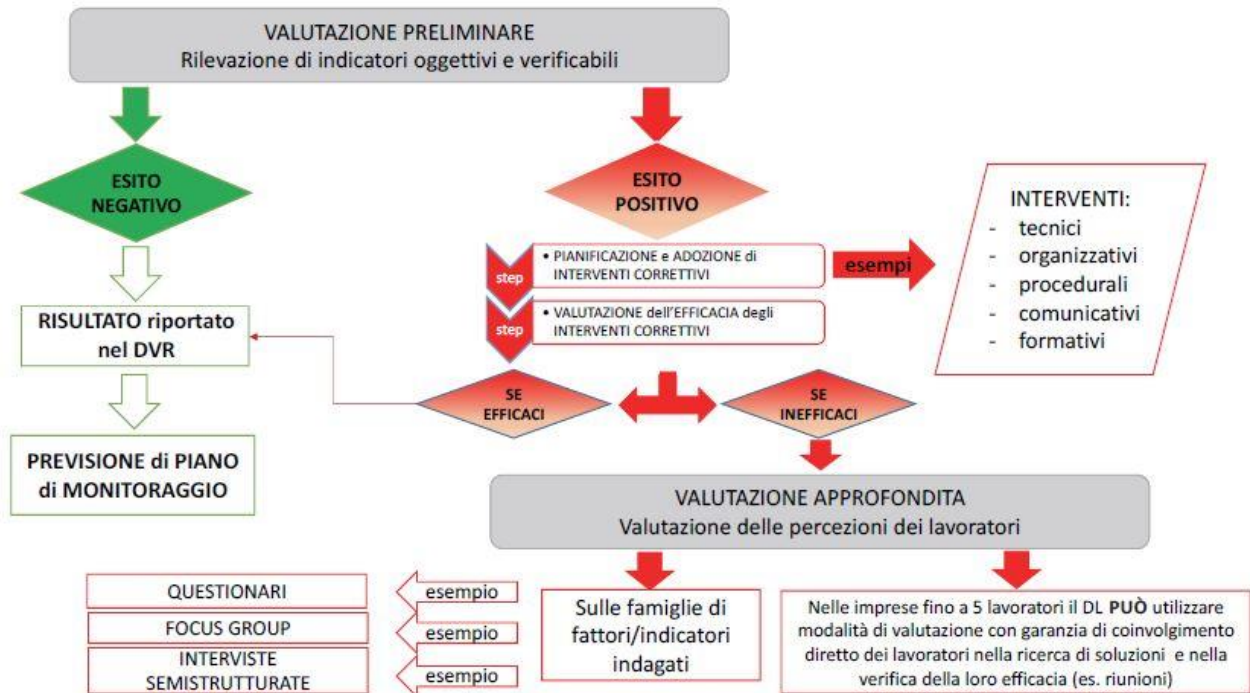 VALUTAZIONE PRELIMINARE
Rilevazione di indicatori oggettivi e verificabili
ESITO
NEGATIVO
ESITO
POSITIVO
RISULTATO riportato
nel DVR
PREVISIONE di PIANO
di MONITORAGGIO
step
• PIANIFICAZIONE e ADOZIONE di
INTERVENTI CORRETTIVI
step
• VALUTAZIONE dell'EFFICACIA degli
INTERVENTI CORRETTIVI
esempi
INTERVENTI:
- tecnici
- organizzativi
- procedurali
- comunicativi
- formativi
SE
EFFICACI
SE
INEFFICACI
VALUTAZIONE APPROFONDITA
Valutazione delle percezioni dei lavoratori
QUESTIONARI
esempio
FOCUS GROUP
esempio
INTERVISTE
SEMISTRUTTURATE
esempio
Sulle famiglie di
fattori/indicatori
indagati
Nelle imprese fino a 5 lavoratori il DL PUÒ utilizzare
modalità di valutazione con garanzia di coinvolgimento
diretto dei lavoratori nella ricerca di soluzioni e nella
verifica della loro efficacia (es. riunioni)